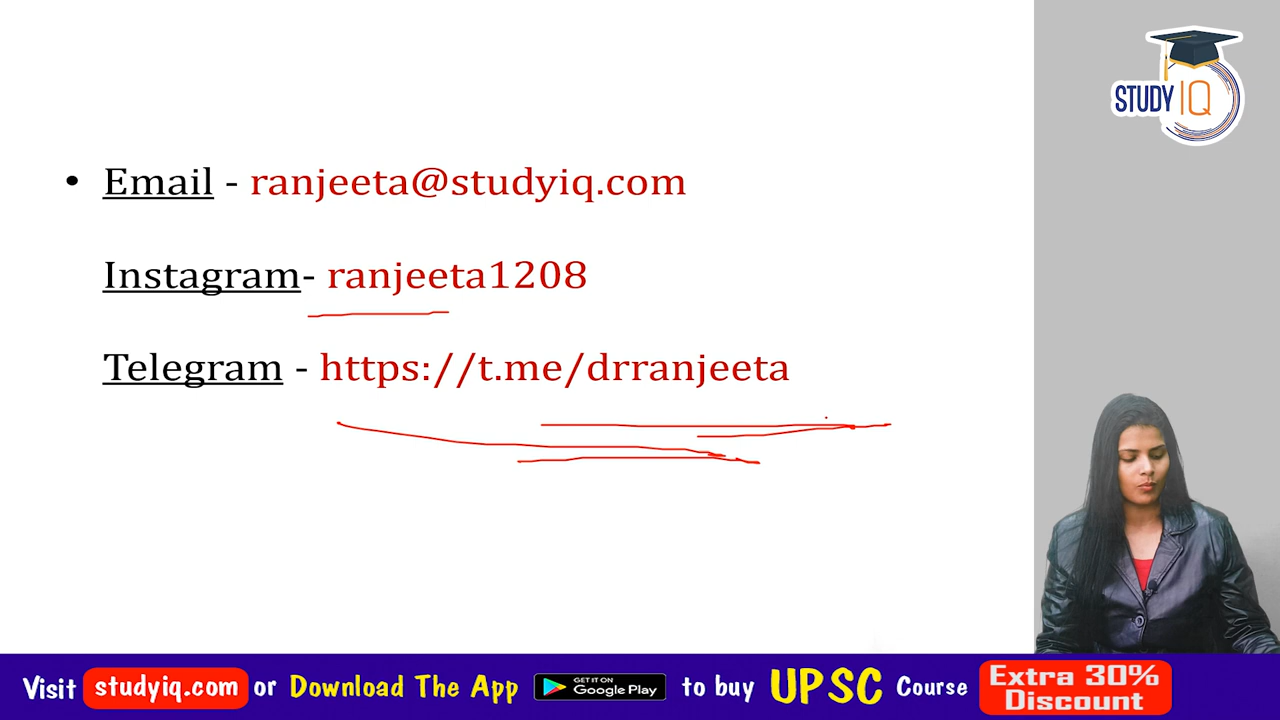 STUDY IQ
• Email - ranjeeta@studyiq.com
Instagram- ranjeeta1208
Telegram - https://t.me/drranjeeta
Visit studyiq.com or Download The App GET IT ON Google Play to buy UPSC Course Extra 30% Discount